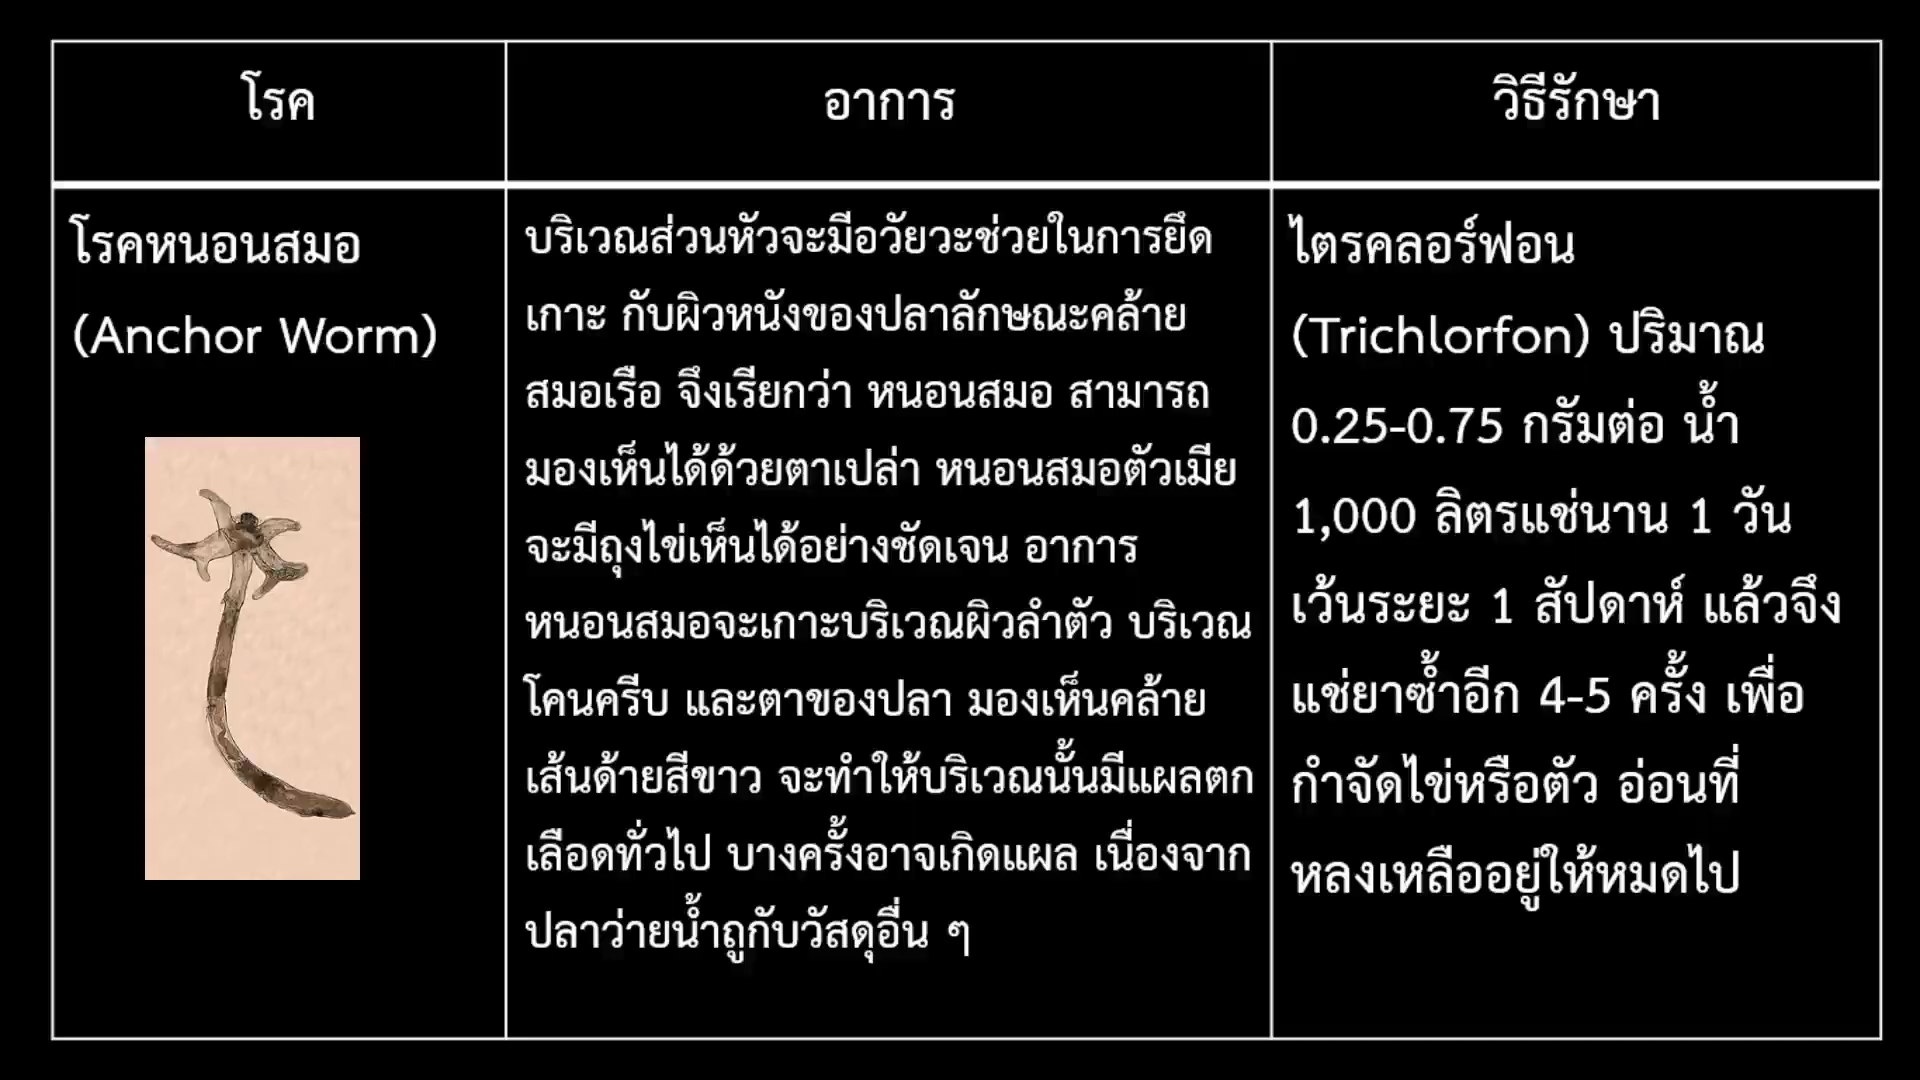 โรค
อาการ
วิธีรักษา
โรคหนอนสมอ
(Anchor Worm)
บริเวณส่วนหัวจะมีอวัยวะช่วยในการยึด
เกาะ กับผิวหนังของปลาลักษณะคล้าย
สมอเรือ จึงเรียกว่า หนอนสมอ สามารถ
มองเห็นได้ด้วยตาเปล่า หนอนสมอตัวเมีย
จะมีถุงไข่เห็นได้อย่างชัดเจน อาการ
หนอนสมอจะเกาะบริเวณผิวลำตัว บริเวณ
โคนครีบ และตาของปลา มองเห็นคล้าย
เส้นด้ายสีขาว จะทำให้บริเวณนั้นมีแผลตก
เลือดทั่วไป บางครั้งอาจเกิดแผล เนื่องจาก
ปลาว่ายน้ำถูกับวัสดุอื่น ๆ
ไตรคลอร์ฟอน
(Trichlorfon) ปริมาณ
0.25-0.75 กรัมต่อ น้ำ
1,000 ลิตรแช่นาน 1 วัน
เว้นระยะ 1 สัปดาห์ แล้วจึง
แช่ยาซ้ำอีก 4-5 ครั้ง เพื่อ
กำจัดไข่หรือตัว อ่อนที่
หลงเหลืออยู่ให้หมดไป